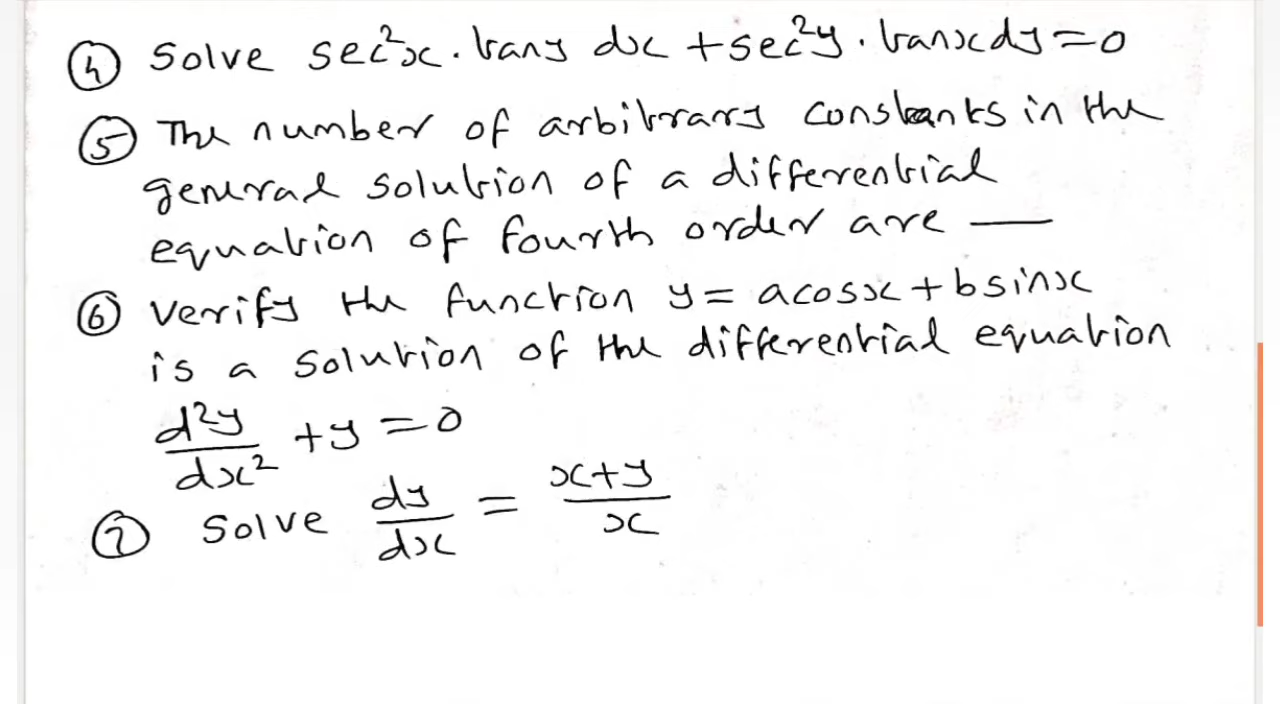 ④ Solve sec²x . tany dx + sec²y . tanx dy = 0
⑤ The number of arbitrary constants in the
general solution of a differential
equation of fourth order are —
⑥ Verify the function y = acosx + bsinx
is a solution of the differential equation
d²y/dx² + y = 0
⑦ Solve dy/dx = x+y/x